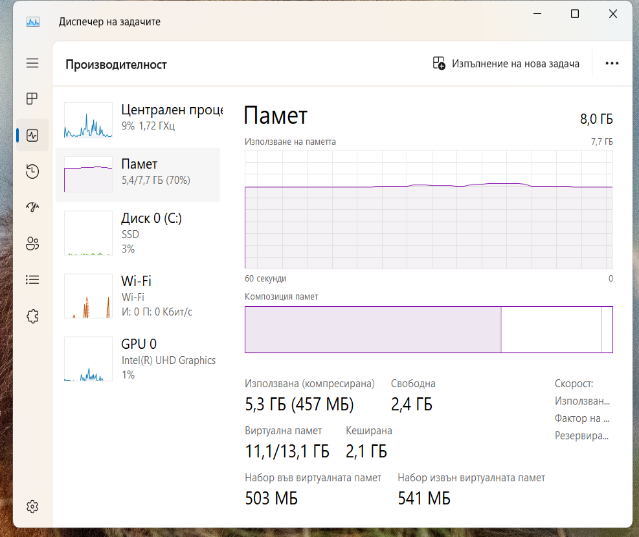 Диспечер на задачите
Производителност
Изпълнение на нова задача
Централен проце
9% 1,72 ГХц
Памет
5,4/7,7 ГБ (70%)
Диск 0 (C:)
SSD
3%
Wi-Fi
Wi-Fi
И: 0 П: 0 Кбит/с
GPU 0
Intel(R) UHD Graphics
1%
Памет
8,0 ГБ
Използване на паметта
7,7 ГБ
60 секунди
0
Композиция памет
Използвана (компресирана)
Свободна
5,3 ГБ (457 МБ)
2,4 ГБ
Виртуална памет
Кеширана
11,1/13,1 ГБ
2,1 ГБ
Набор във виртуалната памет
Набор извън виртуалната памет
503 МБ
541 МБ
Скорост:
Използван...
Фактор на ...
Резервира...